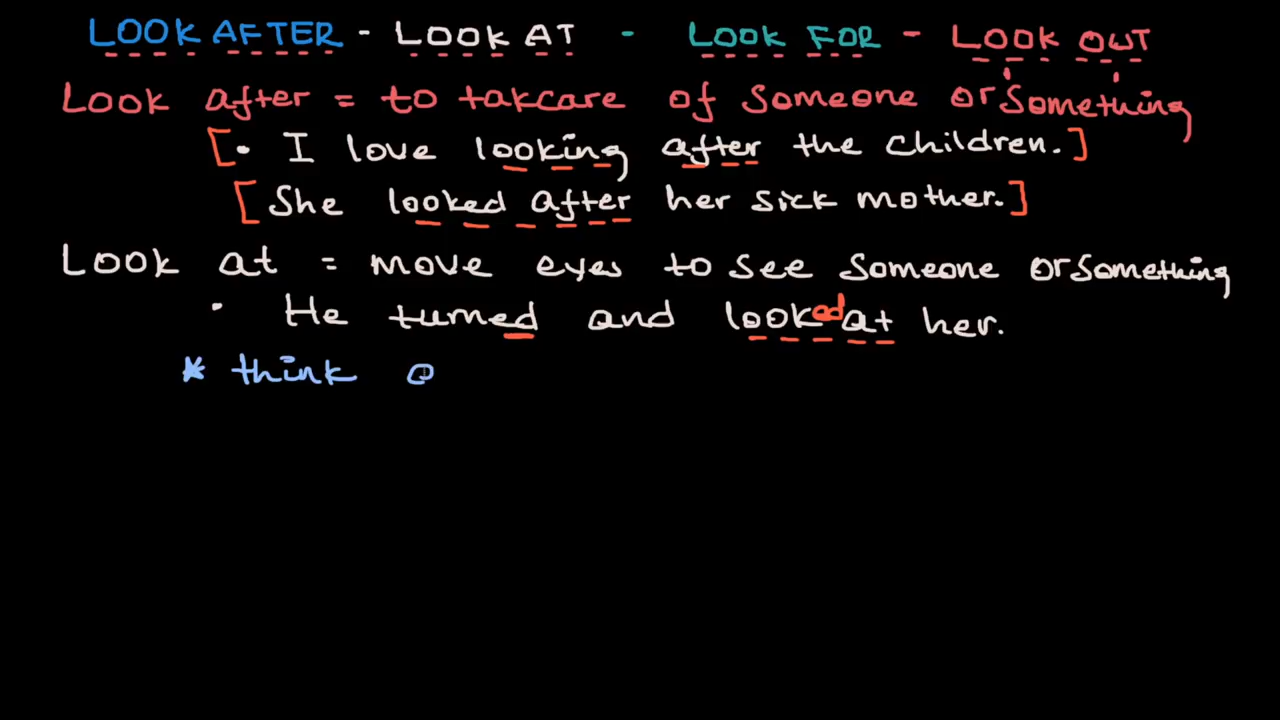 LOOK AFTER - LOOK AT - LOOK FOR - LOOK OUT
Look after = to takcare of someone or something
[• I love looking after the children.]
[She looked after her sick mother.]
Look at = move eyes to see someone or something
• He turned and looked at her.
* think o